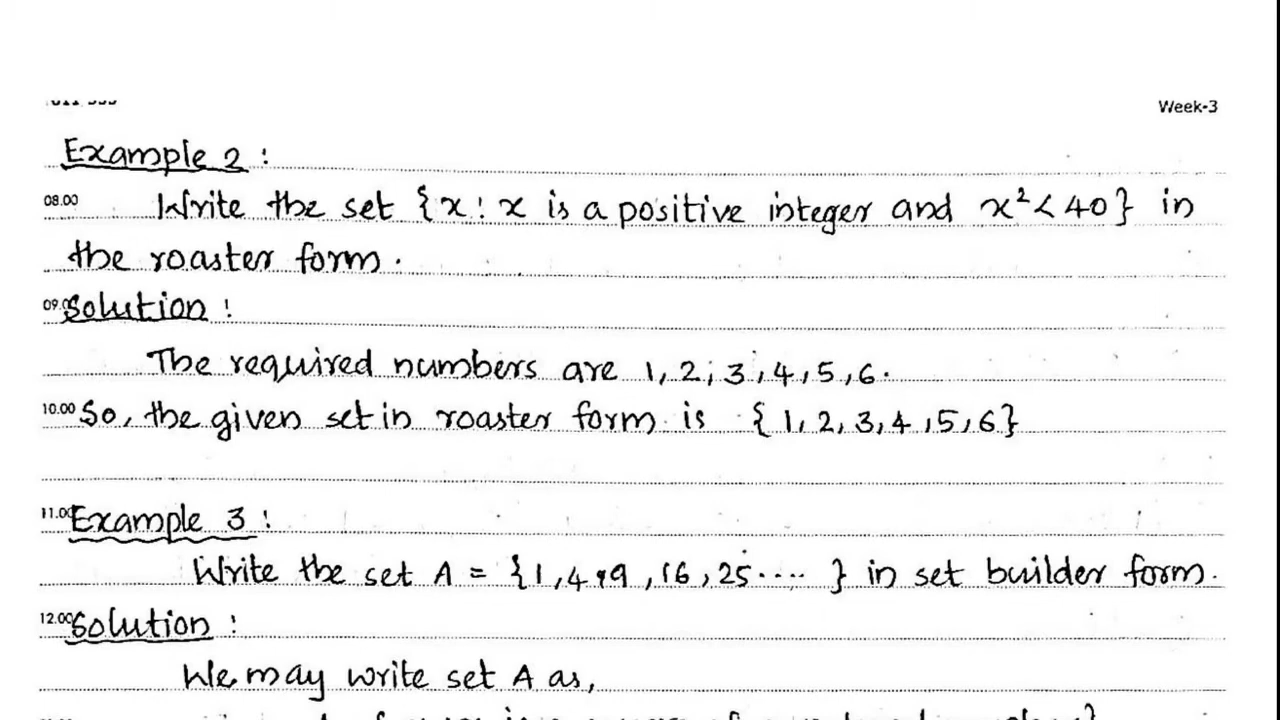 Week-3
Example 2 :
08.00 Write the set {x : x is a positive integer and x² < 40} in
the roaster form.
09.00 Solution :
The required numbers are 1, 2, 3, 4, 5, 6.
10.00 So, the given set in roaster form is { 1, 2, 3, 4, 5, 6}
11.00 Example 3 :
Write the set A = {1, 4, 9, 16, 25.... } in set builder form.
12.00 Solution :
We may write set A as,